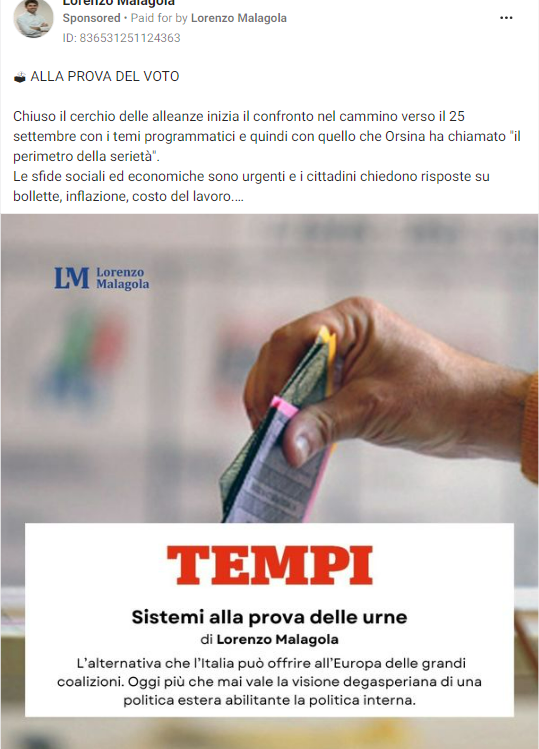 Lorenzo Malagola
Sponsored • Paid for by Lorenzo Malagola
ID: 836531251124363
🗳 ALLA PROVA DEL VOTO
Chiuso il cerchio delle alleanze inizia il confronto nel cammino verso il 25
settembre con i temi programmatici e quindi con quello che Orsina ha chiamato "il
perimetro della serietà".
Le sfide sociali ed economiche sono urgenti e i cittadini chiedono risposte su
bollette, inflazione, costo del lavoro....
LM Lorenzo
Malagola
TEMPI
Sistemi alla prova delle urne
di Lorenzo Malagola
L'alternativa che l'Italia può offrire all'Europa delle grandi
coalizioni. Oggi più che mai vale la visione degasperiana di una
politica estera abilitante la politica interna.